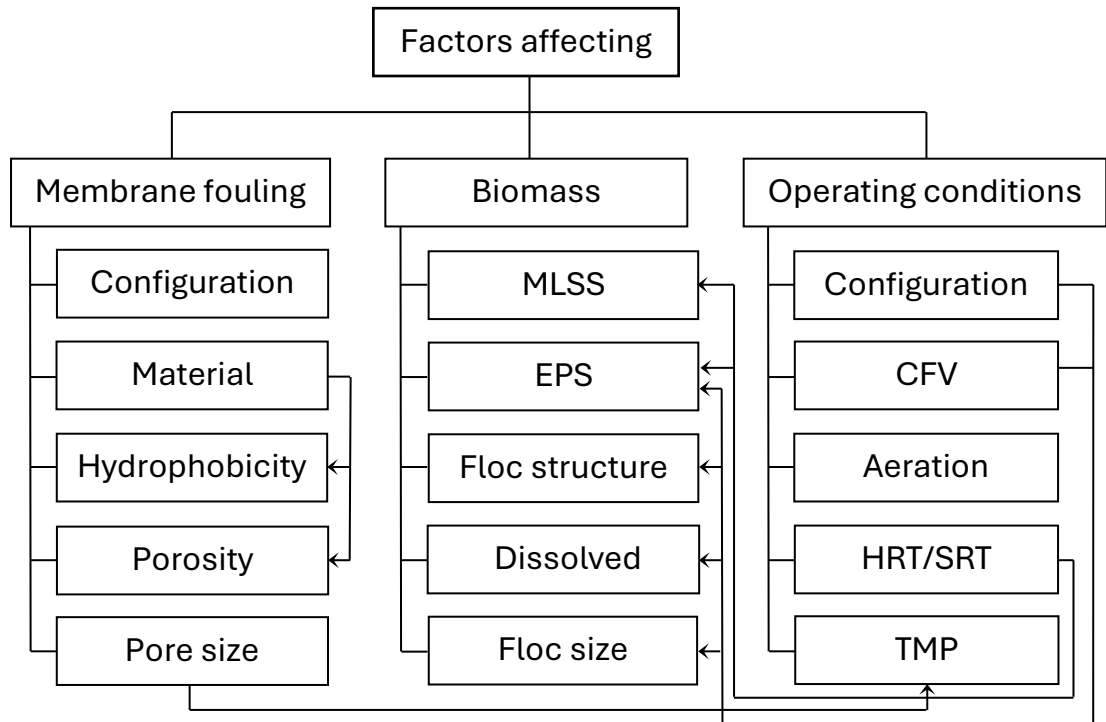 Factors affecting
Membrane fouling
Configuration
Material
Hydrophobicity
Porosity
Pore size
Biomass
MLSS
EPS
Floc structure
Dissolved
Floc size
Operating conditions
Configuration
CFV
Aeration
HRT/SRT
TMP